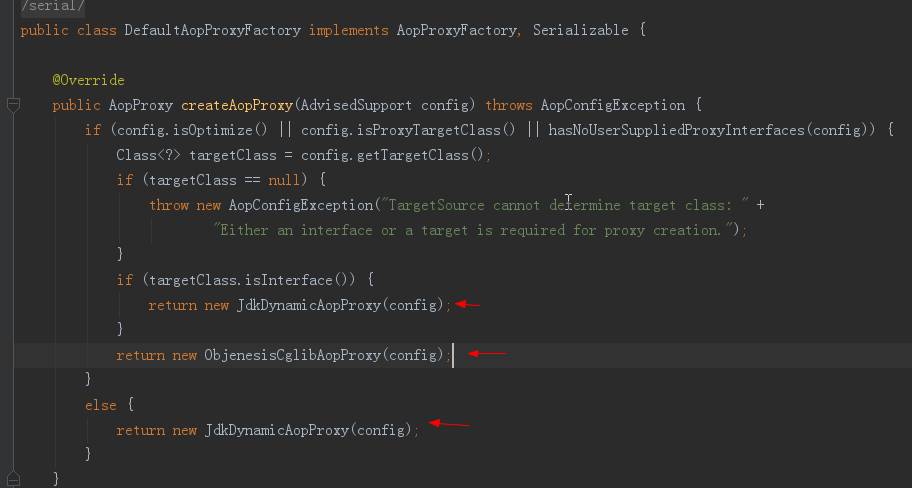 /serial/
public class DefaultAopProxyFactory implements AopProxyFactory, Serializable {
@Override
public AopProxy createAopProxy(AdvisedSupport config) throws AopConfigException {
if (config.isOptimize() || config.isProxyTargetClass() || hasNoUserSuppliedProxyInterfaces(config)) {
Class<?> targetClass = config.getTargetClass();
if (targetClass == null) {
throw new AopConfigException("TargetSource cannot determine target class: " +
"Either an interface or a target is required for proxy creation.");
}
if (targetClass.isInterface()) {
return new JdkDynamicAopProxy(config);
}
return new ObjenesisCglibAopProxy(config);
}
else {
return new JdkDynamicAopProxy(config);
}
}